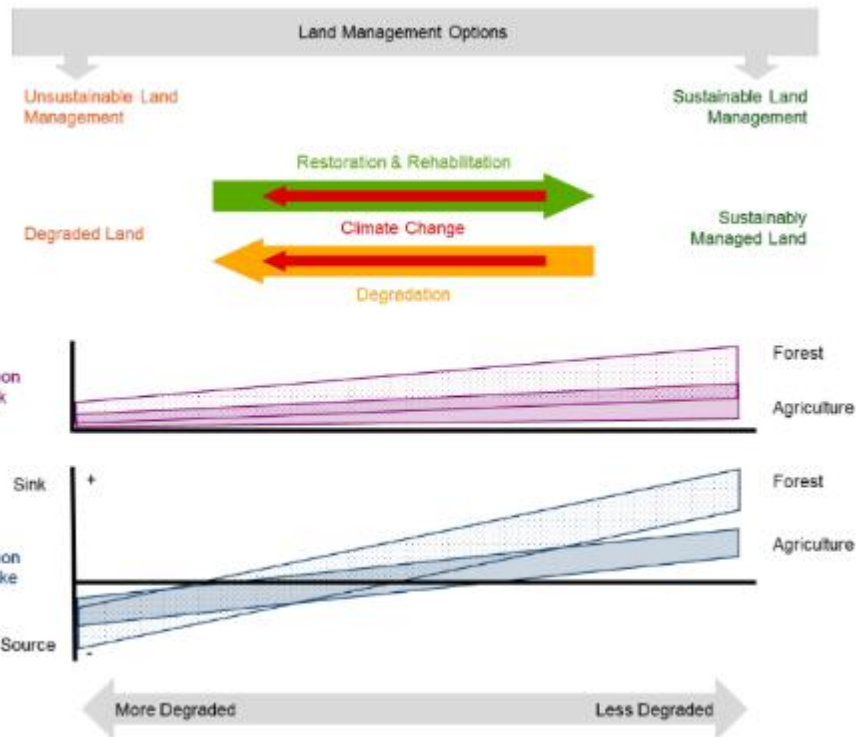 Land Management Options
Unsustainable Land
Management
Sustainable Land
Management
Restoration & Rehabilitation
Climate Change
Degraded Land
Sustainably
Managed Land
Degradation
Forest
Agriculture
Sink
+
Forest
Agriculture
Source
-
More Degraded
Less Degraded